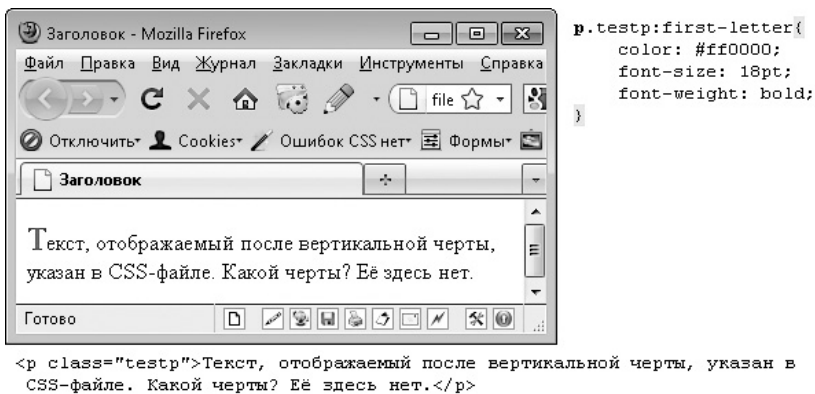 Заголовок - Mozilla Firefox
Файл Правка Вид Журнал Закладки Инструменты Справка
file
Отключить Cookies Ошибок CSS нет Формы
Заголовок
Текст, отображаемый после вертикальной черты,
указан в CSS-файле. Какой черты? Её здесь нет.
Готово
p.testp:first-letter{
color: #ff0000;
font-size: 18pt;
font-weight: bold;
}
<p class="testp">Текст, отображаемый после вертикальной черты, указан в
CSS-файле. Какой черты? Её здесь нет.</p>